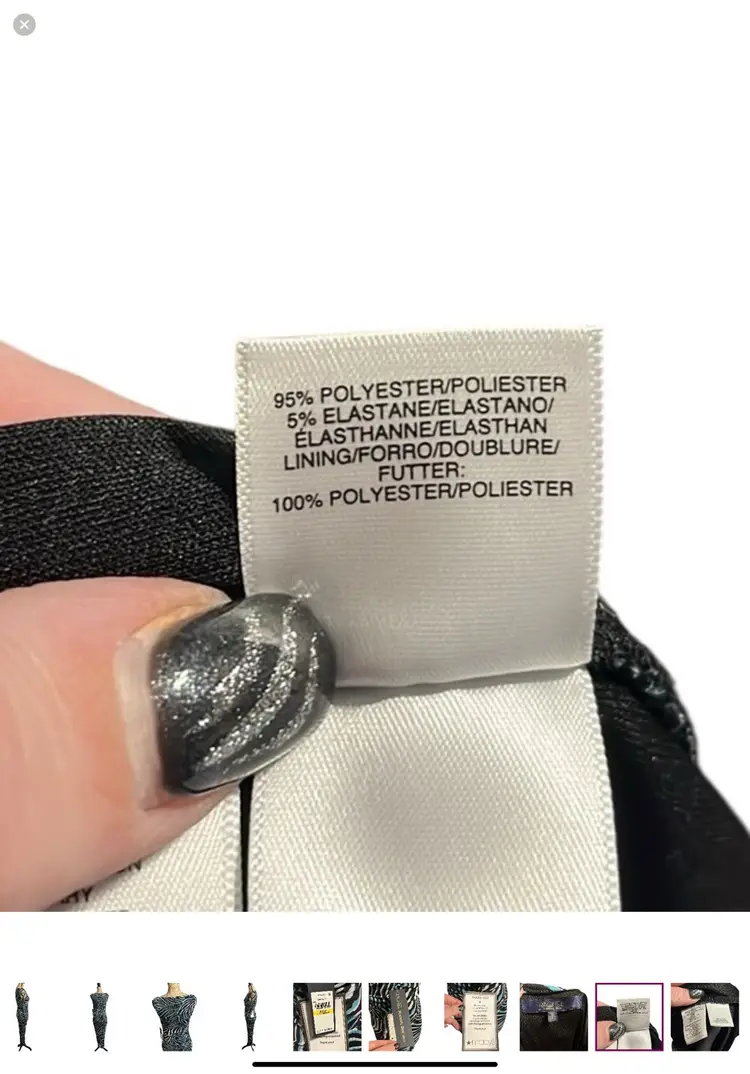 95% POLYESTER/POLIESTER
5% ELASTANE/ELASTANO/
ÉLASTHANNE/ELASTHAN
LINING/FORRO/DOUBLURE/
FUTTER:
100% POLYESTER/POLIESTER